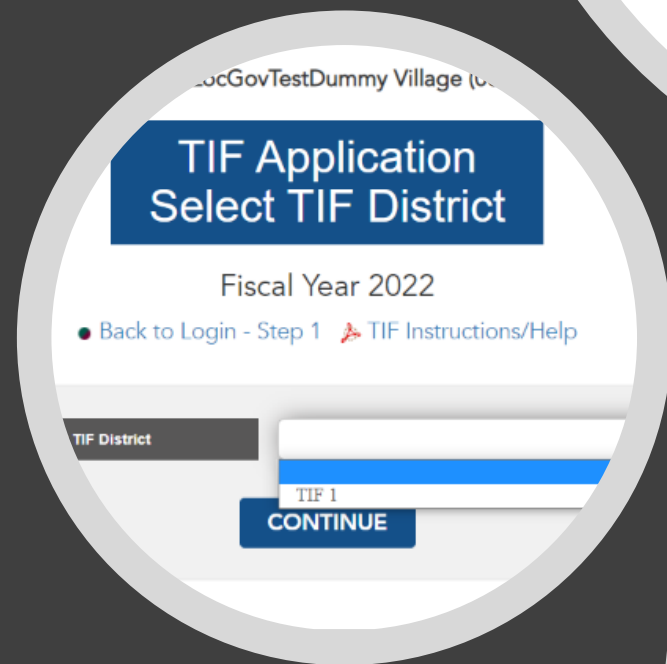 Village
TIF Application
Select TIF District
Fiscal Year 2022
Back to Login - Step 1 TIF Instructions/Help
TIF District
TIF 1
CONTINUE